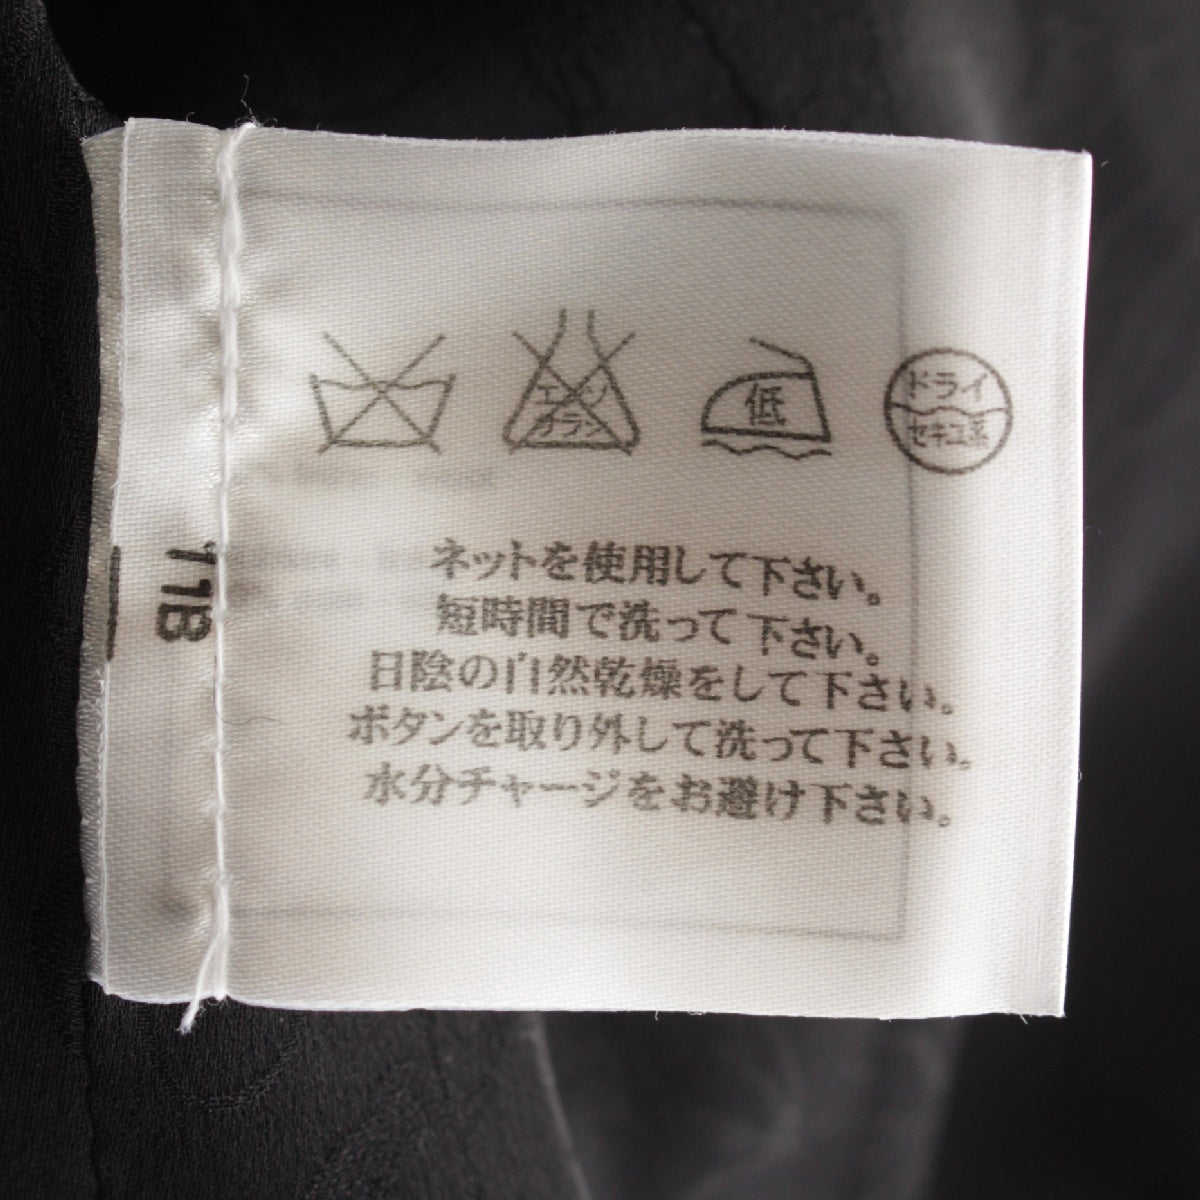 エンソ
カラシ
低
ドライ
セキユ系
ネットを使用して下さい。
短時間で洗って下さい。
日陰の自然乾燥をして下さい。
ボタンを取り外して洗って下さい。
水分チャージをお避け下さい。
11B